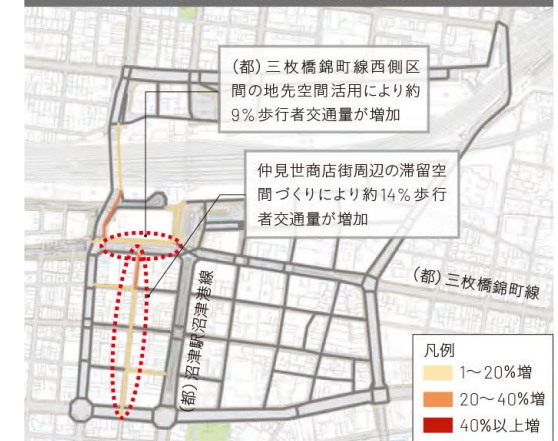 (都)三枚橋錦町線西側区
間の地先空間活用により約
9%歩行者交通量が増加
仲見世商店街周辺の滞留空
間づくりにより約14%歩行
者交通量が増加
(都)三枚橋錦町線
(都)沼津駅沼津港線
凡例
1〜20%増
20〜40%増
40%以上増